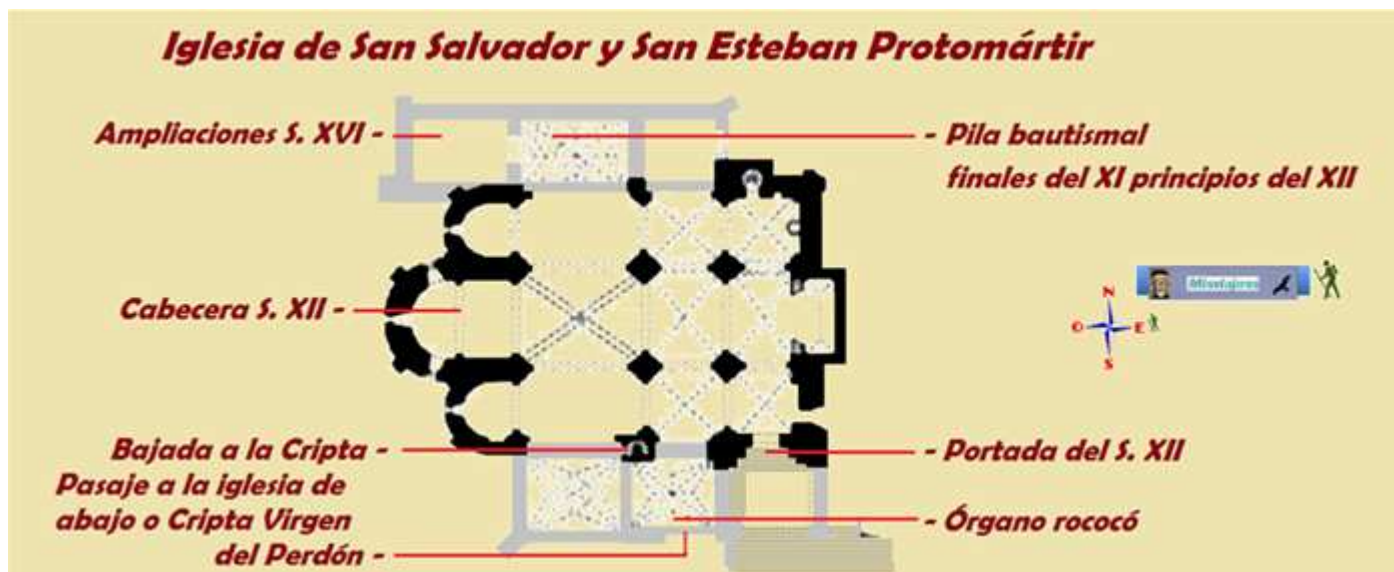 Iglesia de San Salvador y San Esteban Protomártir
Ampliaciones S. XVI -
- Pila bautismal
finales del XI principios del XII
Cabecera S. XII -
Misviajeros
N
O E
S
Bajada a la Cripta -
Pasaje a la iglesia de
abajo o Cripta Virgen
del Perdón -
- Portada del S. XII
- Órgano rococó